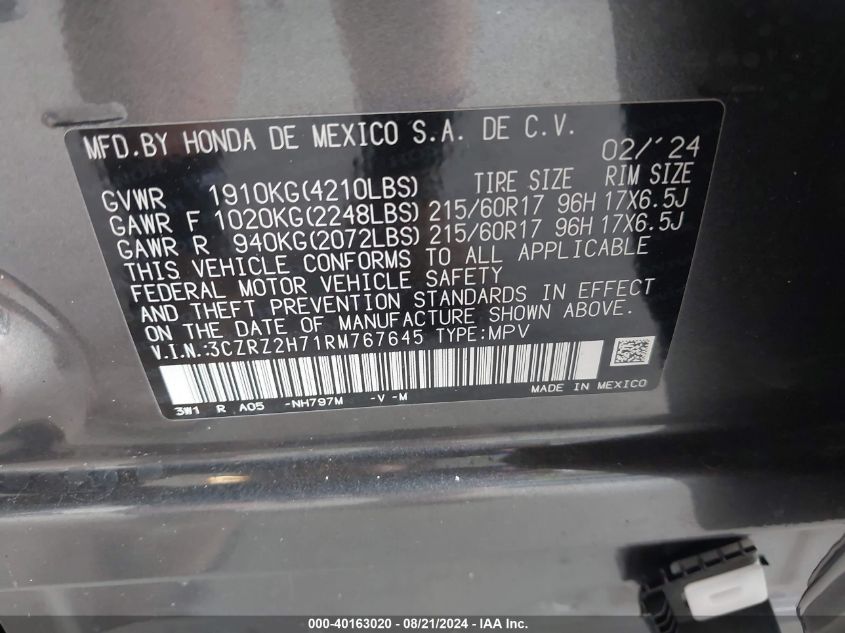 MFD.BY HONDA DE MEXICO S.A. DE C.V. 02/'24
TIRE SIZE RIM SIZE
GVWR 1910KG(4210LBS)
GAWR F 1020KG(2248LBS) 215/60R17 96H 17X6.5J
GAWR R 940KG(2072LBS) 215/60R17 96H 17X6.5J
THIS VEHICLE CONFORMS TO ALL APPLICABLE
FEDERAL MOTOR VEHICLE SAFETY
AND THEFT PREVENTION STANDARDS IN EFFECT
ON THE DATE OF MANUFACTURE SHOWN ABOVE.
V.I.N.:3CZRZ2H71RM767645 TYPE:MPV
3W1 R A05 -NH797M -V -M MADE IN MEXICO
000-40163020 - 08/21/2024 - IAA Inc.